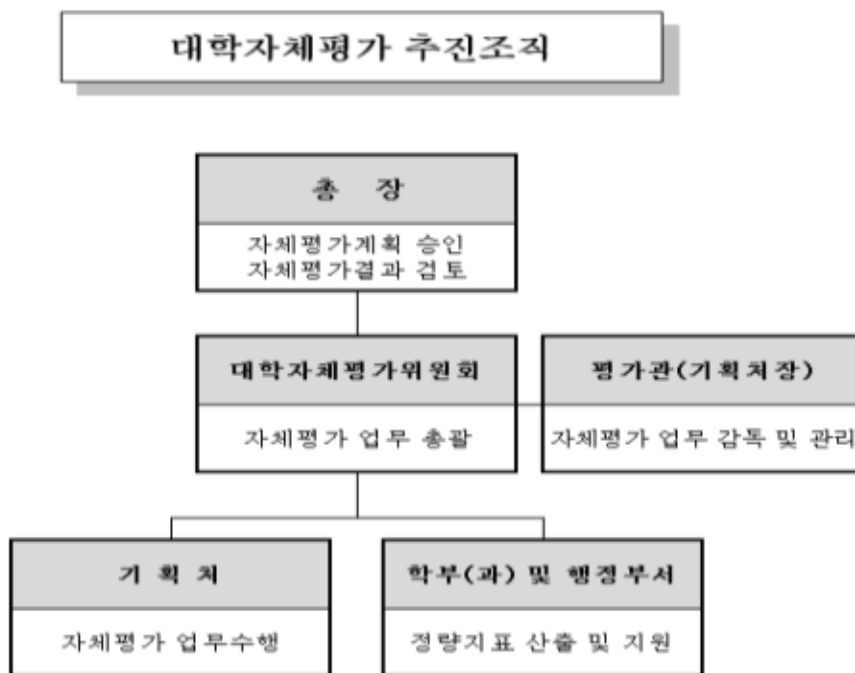 대학자체평가 추진조직
총 장
자체평가계획 승인
자체평가결과 검토
대학자체평가위원회
자체평가 업무 총괄
평가관(기획처장)
자체평가 업무 감독 및 관리
기 획 처
자체평가 업무수행
학부(과) 및 행정부서
정량지표 산출 및 지원